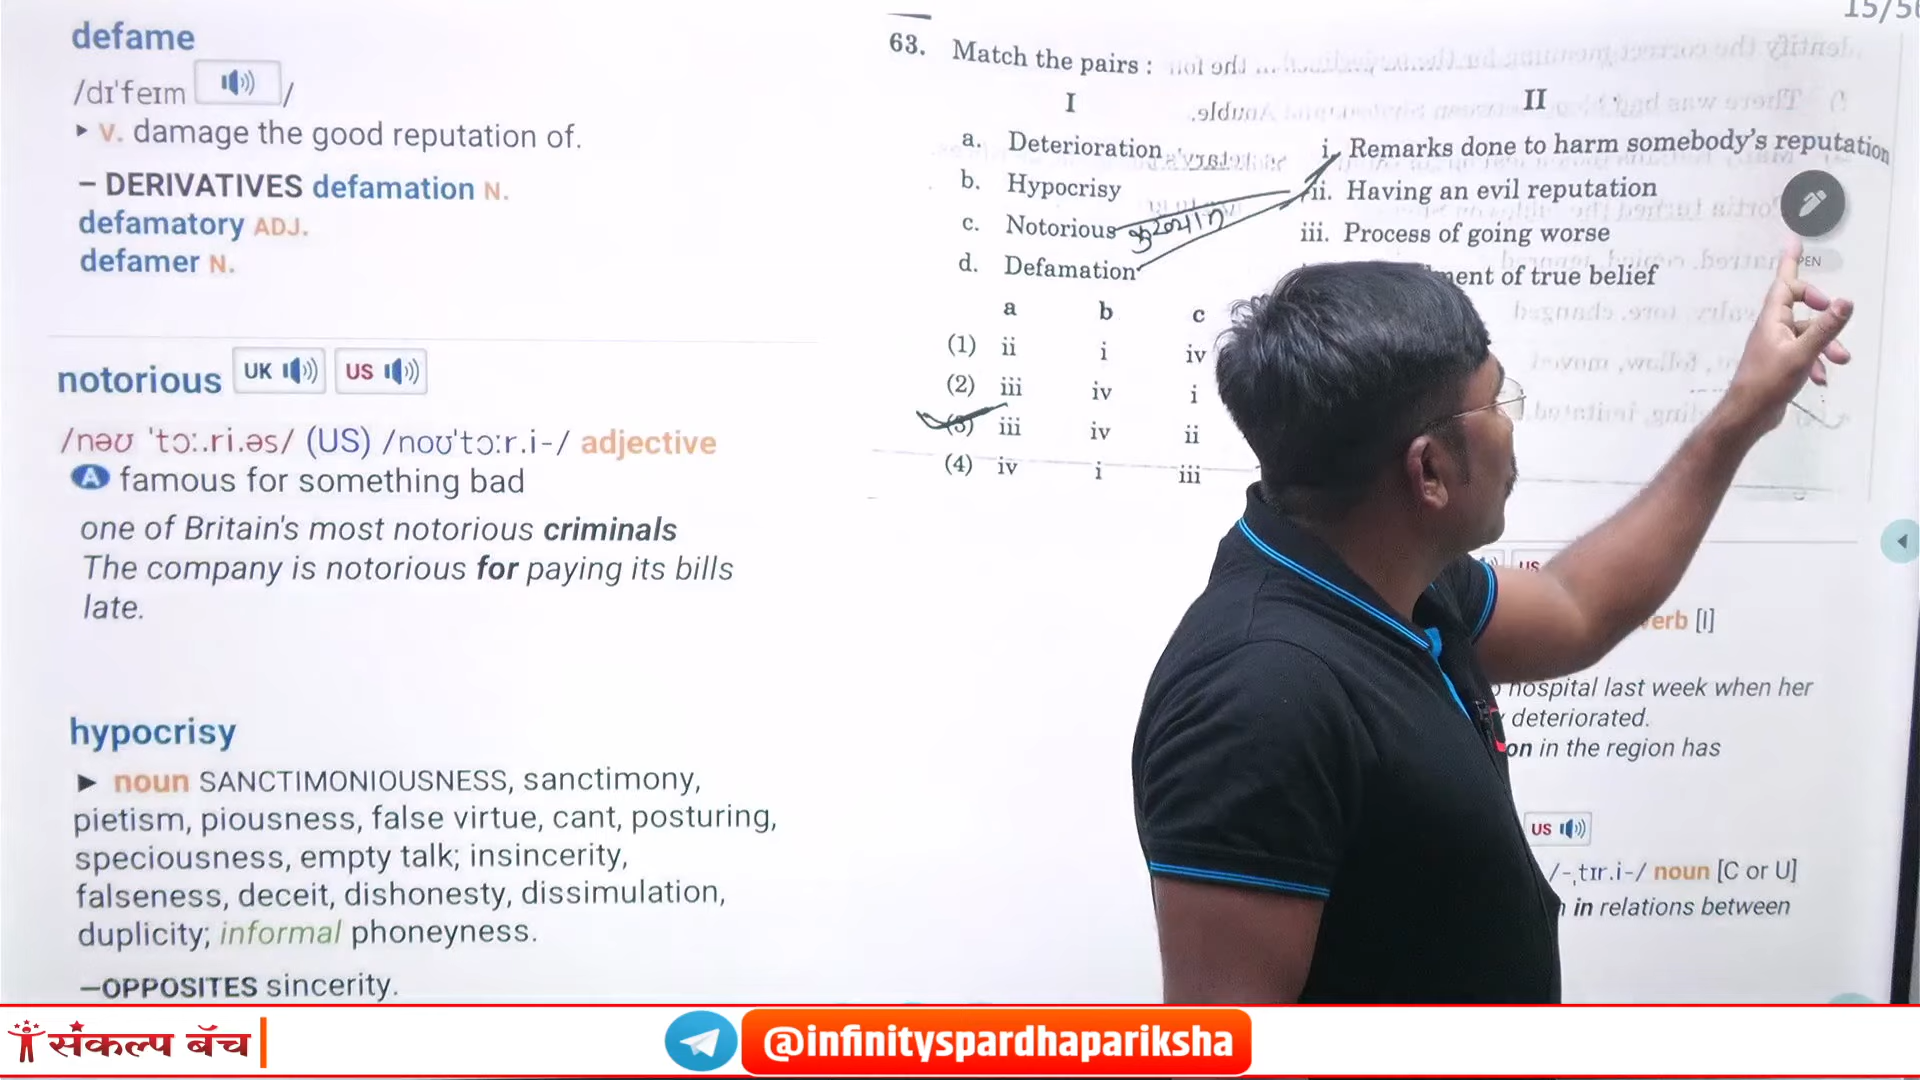 defame
/dɪˈfeɪm /
▸ v. damage the good reputation of.
– DERIVATIVES defamation N.
defamatory ADJ.
defamer N.
notorious UK US
/nəʊ ˈtɔː.ri.əs/ (US) /noʊˈtɔːr.i-/ adjective
A famous for something bad
one of Britain's most notorious criminals
The company is notorious for paying its bills
late.
hypocrisy
► noun SANCTIMONIOUSNESS, sanctimony,
pietism, piousness, false virtue, cant, posturing,
speciousness, empty talk; insincerity,
falseness, deceit, dishonesty, dissimulation,
duplicity; informal phoneyness.
–OPPOSITES sincerity.
15/56
63. Match the pairs :
I II
a. Deterioration i. Remarks done to harm somebody's reputation
b. Hypocrisy ii. Having an evil reputation
c. Notorious कुख्यात iii. Process of going worse
d. Defamation ment of true belief
PEN
a b c
(1) ii i iv
(2) iii iv i
(3) iii iv ii
(4) iv i iii
US
verb [I]
hospital last week when her
deteriorated.
on in the region has
US
/-ˌtɪr.i-/ noun [C or U]
in relations between
संकल्प बॅच
@infinityspardhapariksha